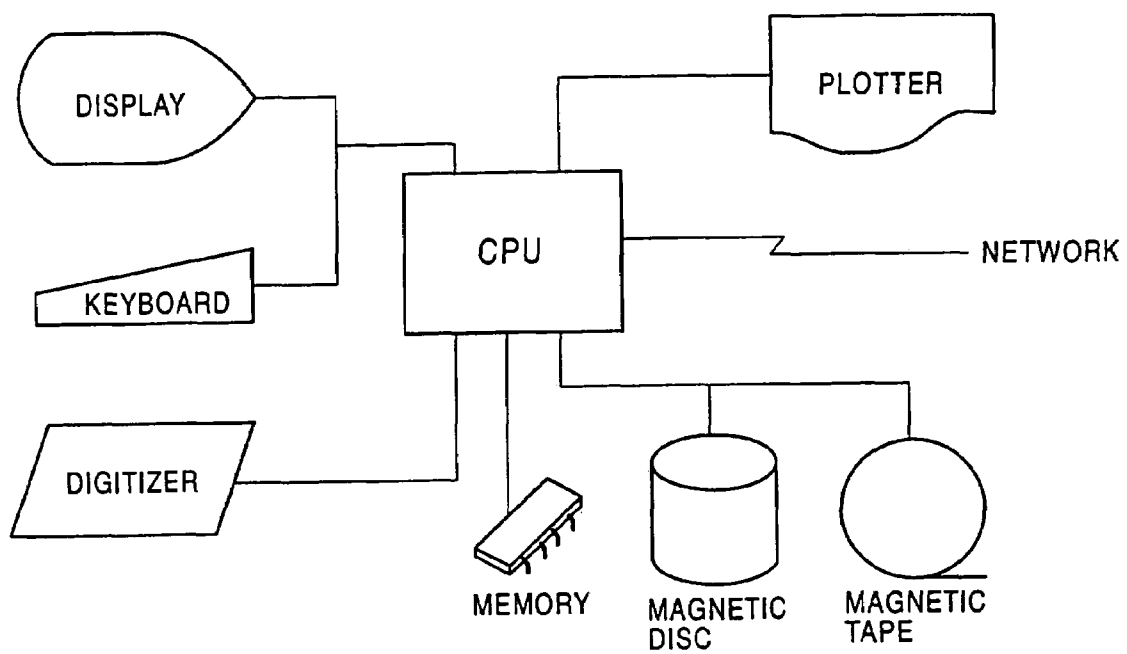 DISPLAY
PLOTTER
CPU
NETWORK
KEYBOARD
DIGITIZER
MEMORY
MAGNETIC
DISC
MAGNETIC
TAPE